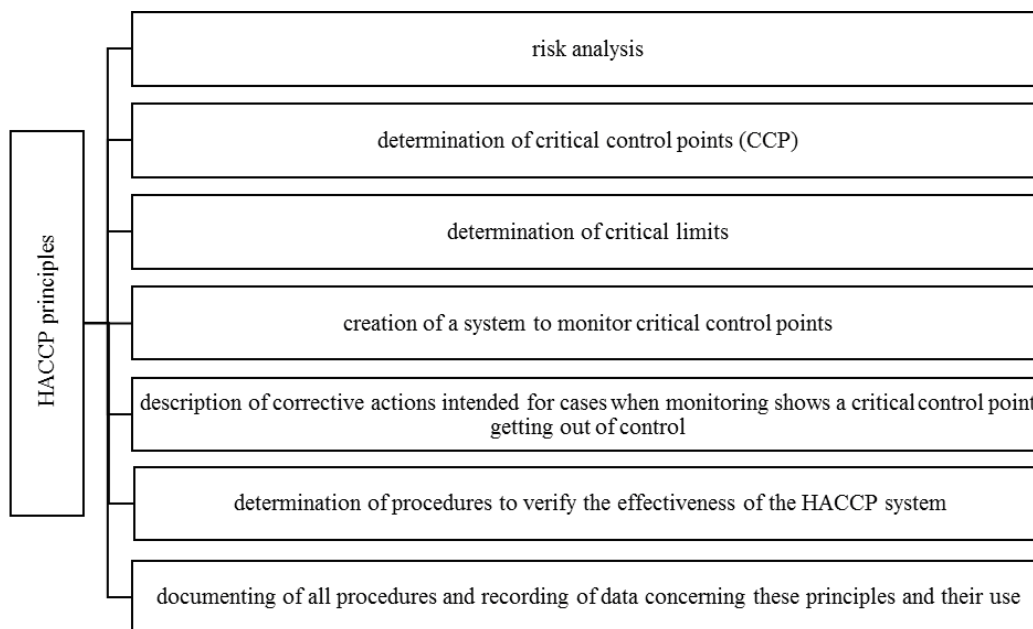 HACCP principles
risk analysis
determination of critical control points (CCP)
determination of critical limits
creation of a system to monitor critical control points
description of corrective actions intended for cases when monitoring shows a critical control point
getting out of control
determination of procedures to verify the effectiveness of the HACCP system
documenting of all procedures and recording of data concerning these principles and their use